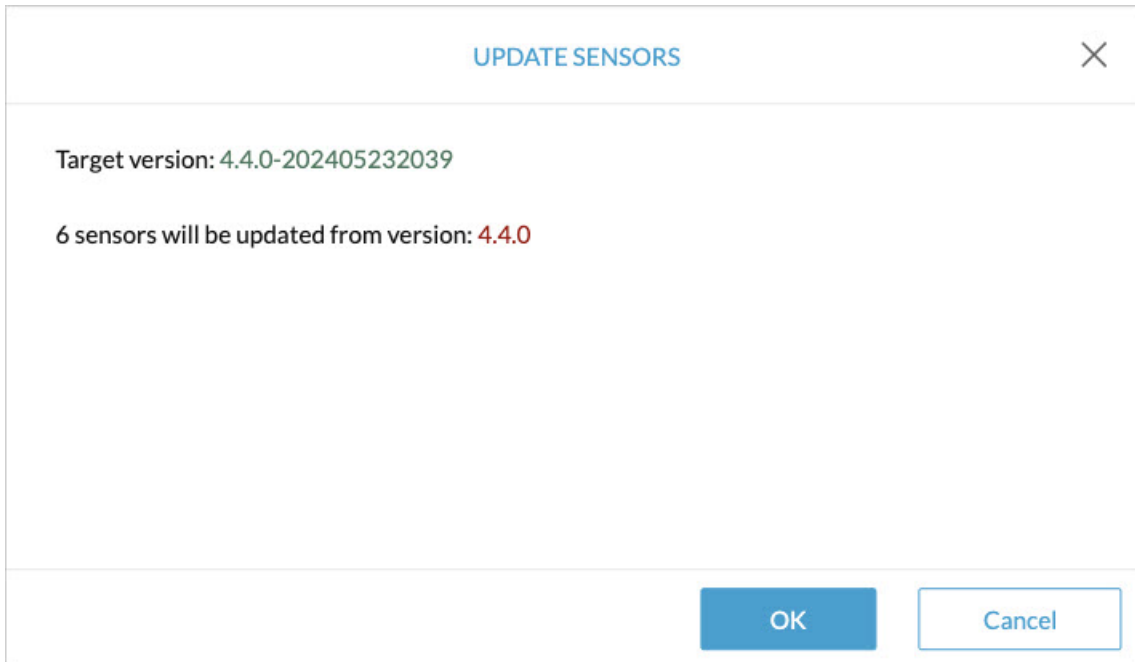 UPDATE SENSORS
Target version: 4.4.0-202405232039
6 sensors will be updated from version: 4.4.0
OK
Cancel